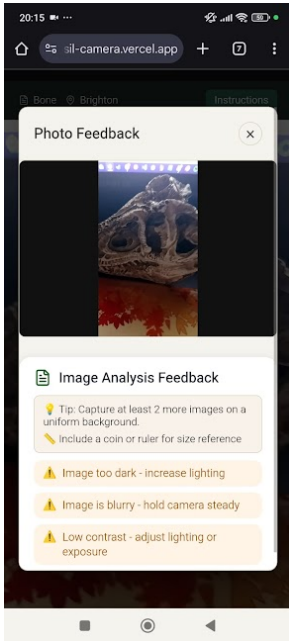 20:15
sil-camera.vercel.app
7
Bone Brighton Instructions
Photo Feedback
Image Analysis Feedback
Tip: Capture at least 2 more images on a
uniform background.
Include a coin or ruler for size reference
Image too dark - increase lighting
Image is blurry - hold camera steady
Low contrast - adjust lighting or
exposure